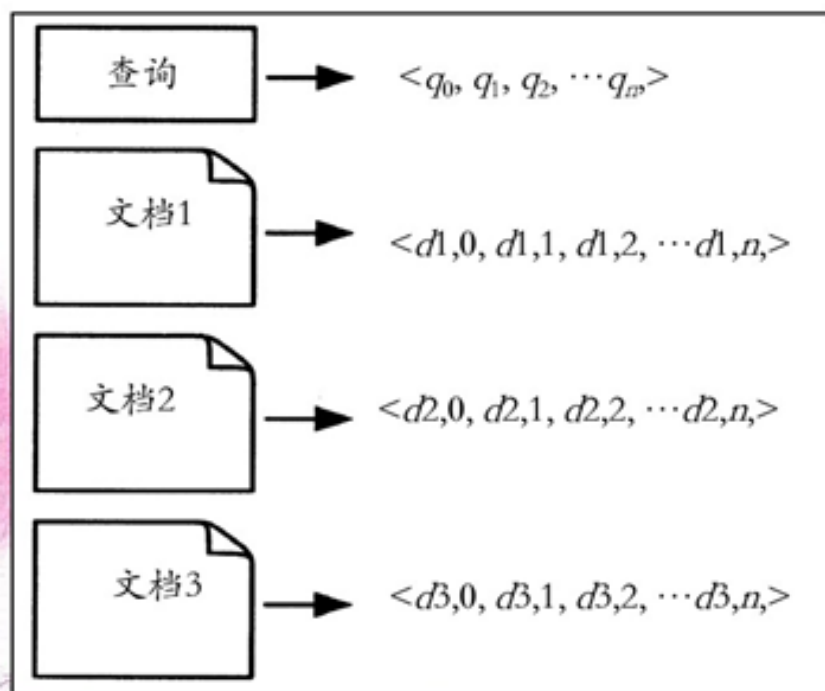 查询
<q₀, q₁, q₂, ⋯qₙ,>
文档1
<d1,0, d1,1, d1,2, ⋯d1,n,>
文档2
<d2,0, d2,1, d2,2, ⋯d2,n,>
文档3
<d3,0, d3,1, d3,2, ⋯d3,n,>